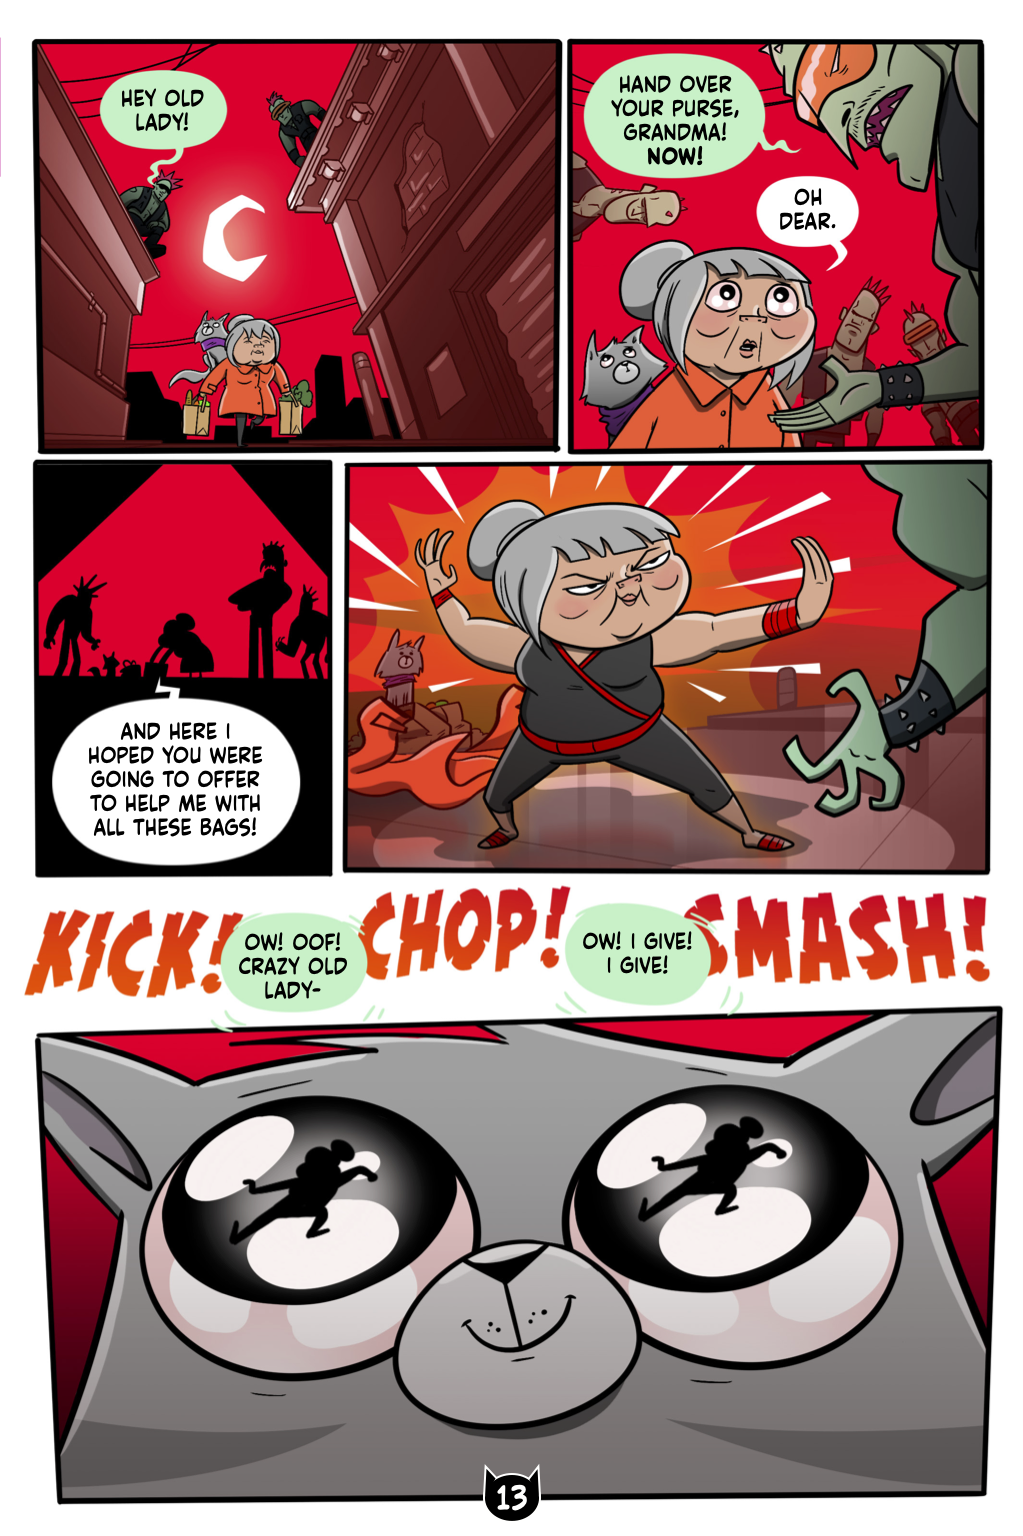 HEY OLD
LADY!
HAND OVER
YOUR PURSE,
GRANDMA!
NOW!
OH
DEAR.
AND HERE I
HOPED YOU WERE
GOING TO OFFER
TO HELP ME WITH
ALL THESE BAGS!
KICK!
OW! OOF!
CRAZY OLD
LADY-
CHOP!
OW! I GIVE!
I GIVE!
SMASH!
13